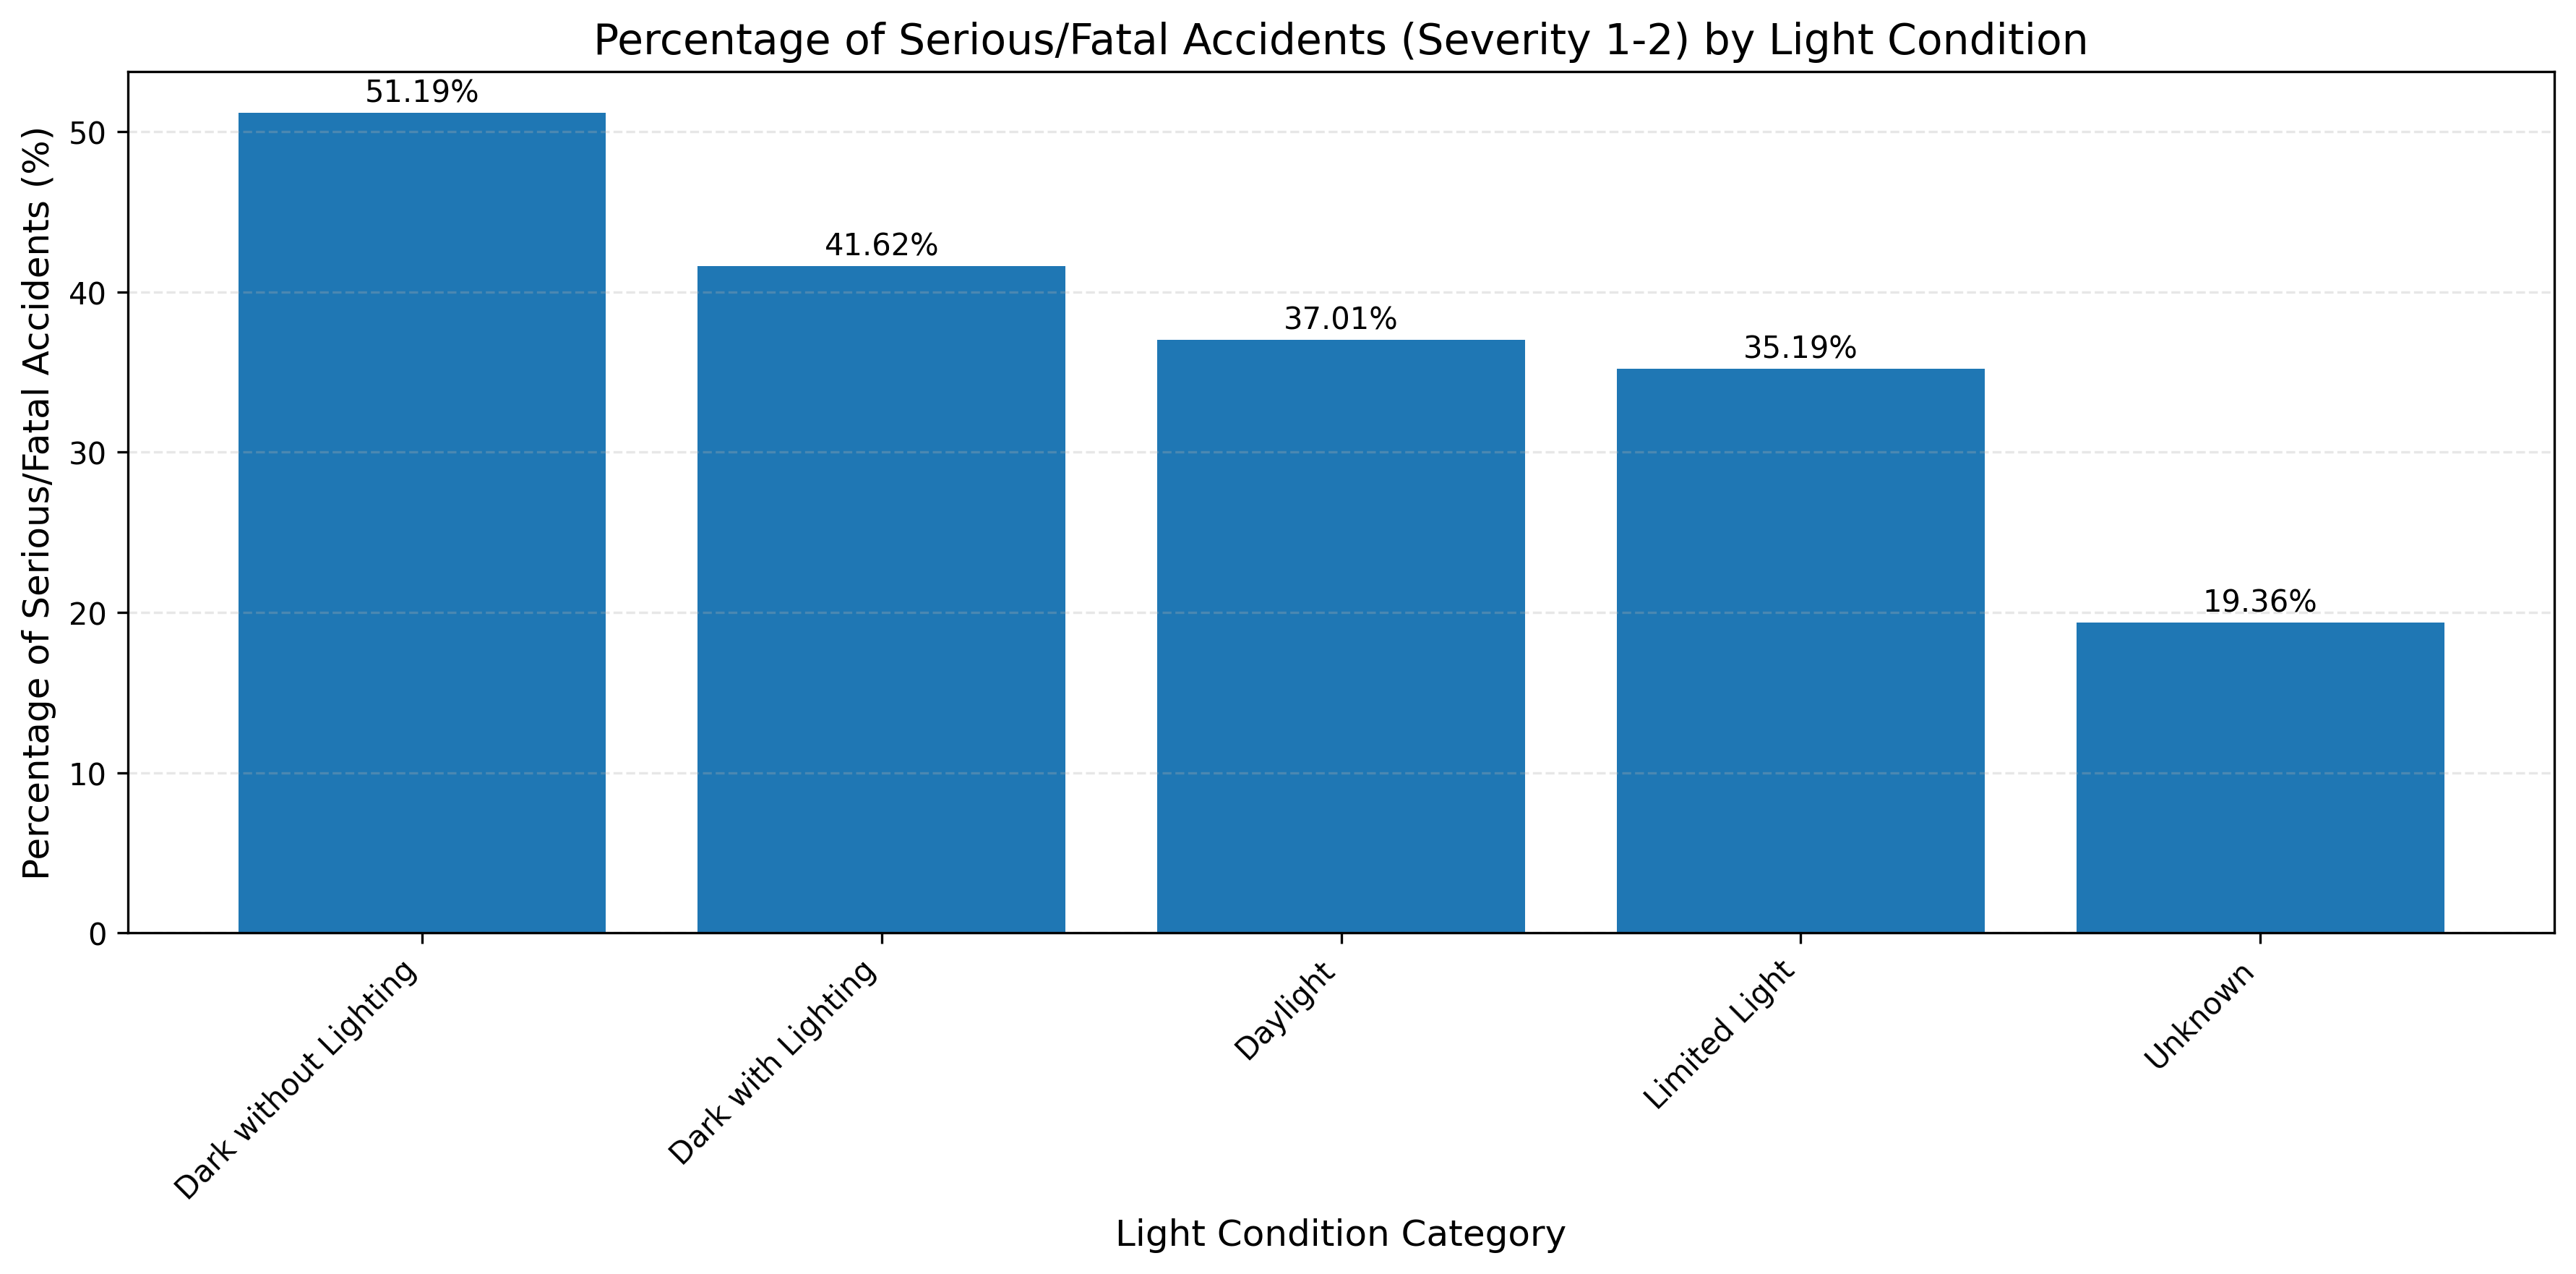 Percentage of Serious/Fatal Accidents (Severity 1-2) by Light Condition
Percentage of Serious/Fatal Accidents (%)
50
40
30
20
10
0
51.19%
41.62%
37.01%
35.19%
19.36%
Dark without Lighting
Dark with Lighting
Daylight
Limited Light
Unknown
Light Condition Category